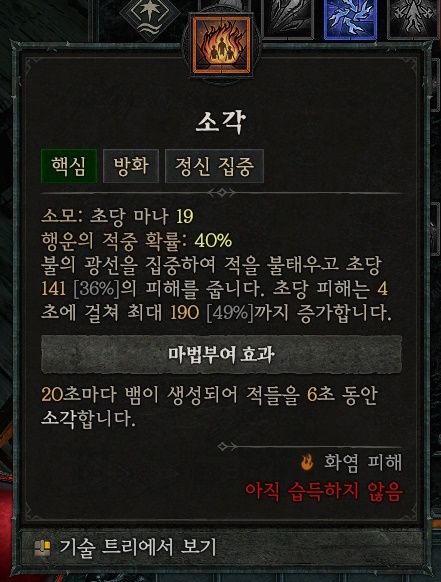 소각
핵심 방화 정신 집중
소모: 초당 마나 19
행운의 적중 확률: 40%
불의 광선을 집중하여 적을 불태우고 초당
141 [36%]의 피해를 줍니다. 초당 피해는 4
초에 걸쳐 최대 190 [49%]까지 증가합니다.
마법부여 효과
20초마다 뱀이 생성되어 적들을 6초 동안
소각합니다.
화염 피해
아직 습득하지 않음
기술 트리에서 보기